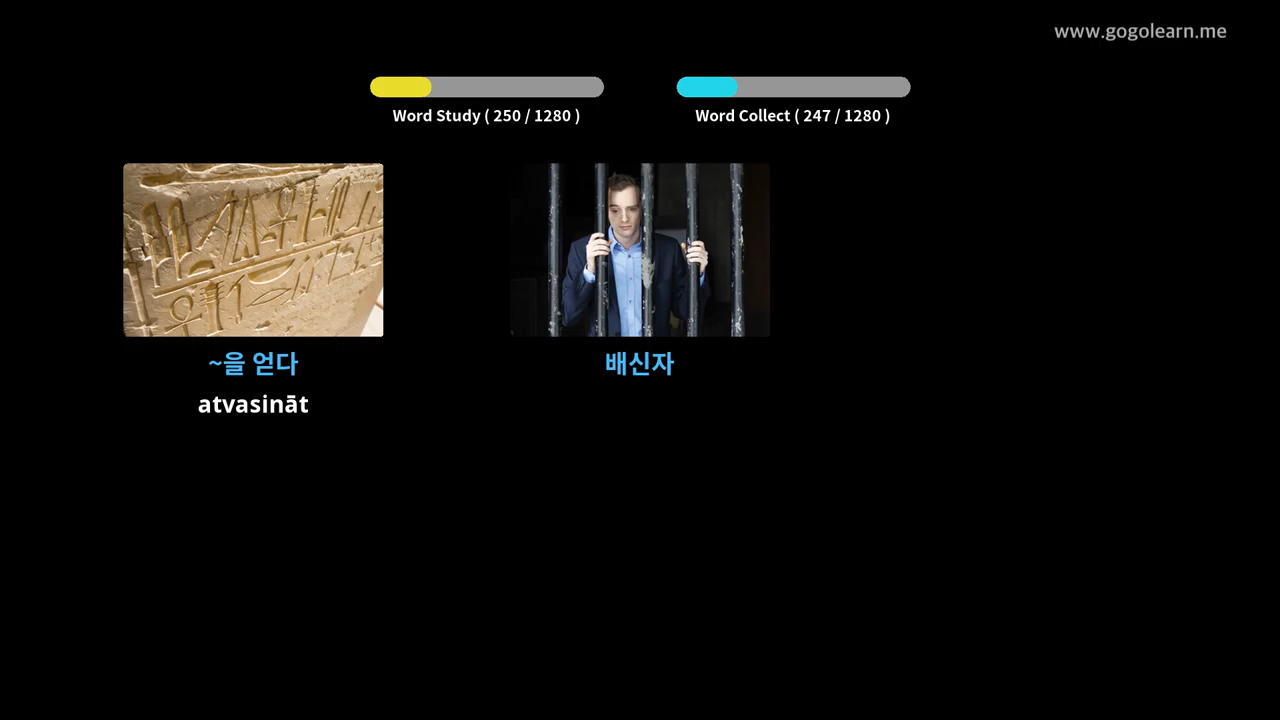 www.gogolearn.me
Word Study ( 250 / 1280 )
Word Collect ( 247 / 1280 )
~을 얻다
배신자
atvasināt